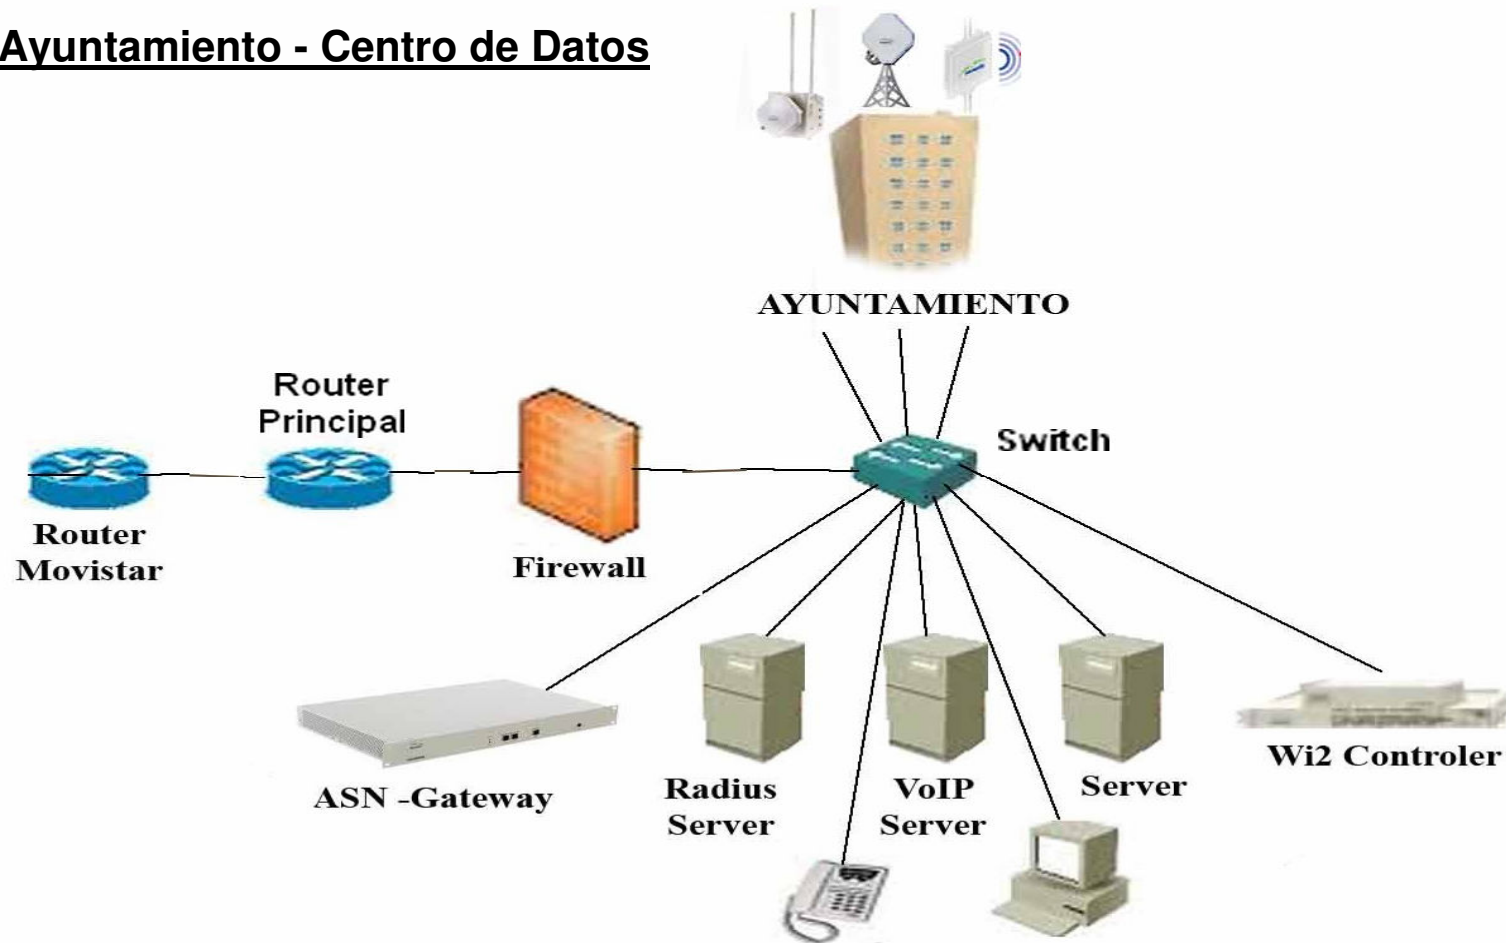 Ayuntamiento - Centro de Datos
AYUNTAMIENTO
Router
Principal
Switch
Router
Movistar
Firewall
ASN -Gateway
Radius
Server
VoIP
Server
Server
Wi2 Controler